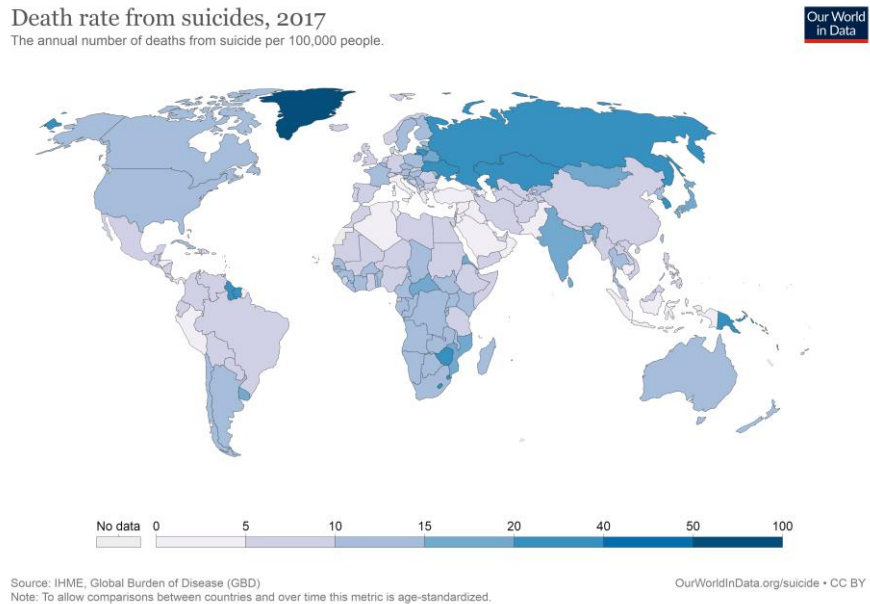 Death rate from suicides, 2017
The annual number of deaths from suicide per 100,000 people.
Our World
in Data
No data 0 5 10 15 20 40 50 100
Source: IHME, Global Burden of Disease (GBD)
OurWorldInData.org/suicide • CC BY
Note: To allow comparisons between countries and over time this metric is age-standardized.